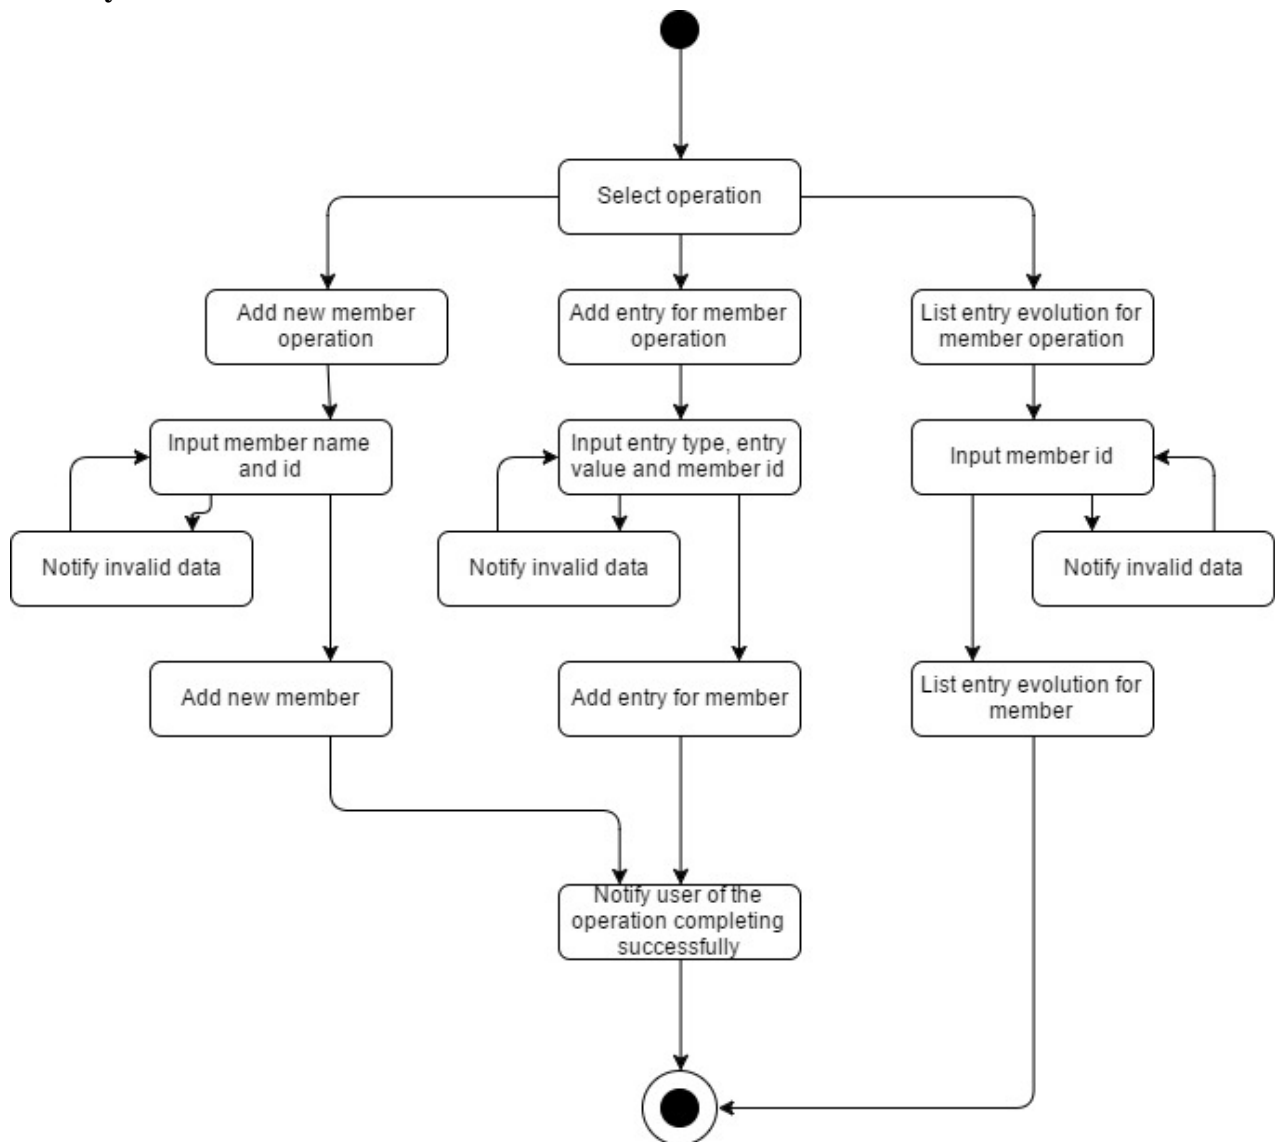 Select operation
Add new member
operation
Add entry for member
operation
List entry evolution for
member operation
Input member name
and id
Input entry type, entry
value and member id
Input member id
Notify invalid data
Notify invalid data
Notify invalid data
Add new member
Add entry for member
List entry evolution for
member
Notify user of the
operation completing
successfully